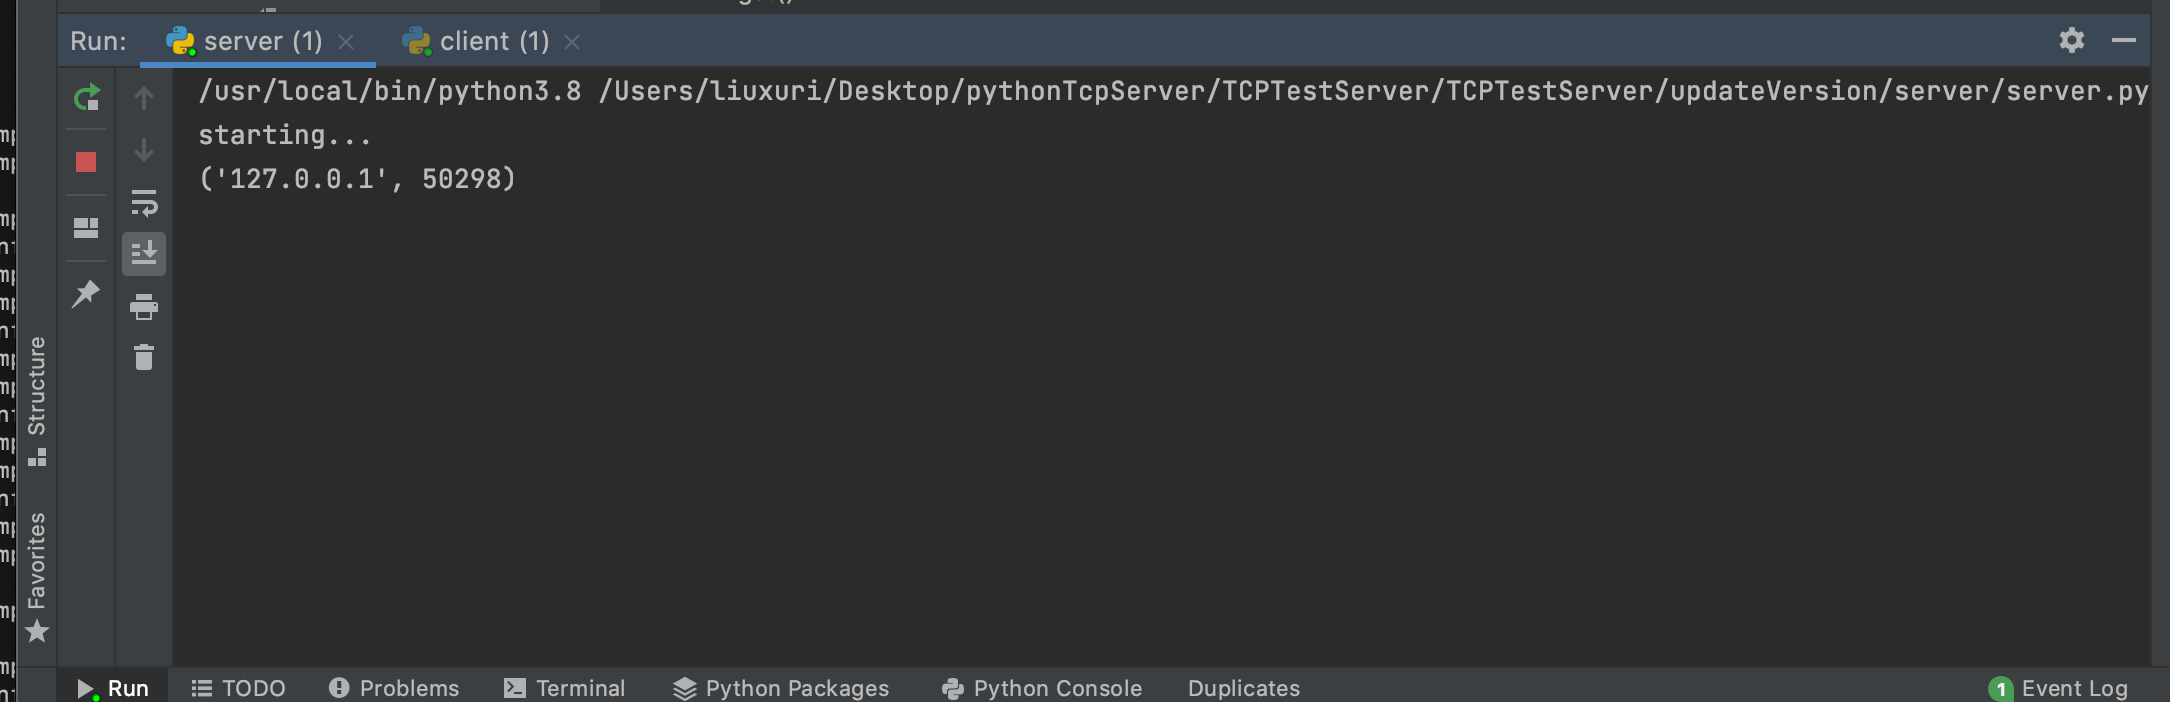 Run: server (1) client (1)
/usr/local/bin/python3.8 /Users/liuxuri/Desktop/pythonTcpServer/TCPTestServer/TCPTestServer/updateVersion/server/server.py
starting...
('127.0.0.1', 50298)
Structure
Favorites
Run TODO Problems Terminal Python Packages Python Console Duplicates 1 Event Log